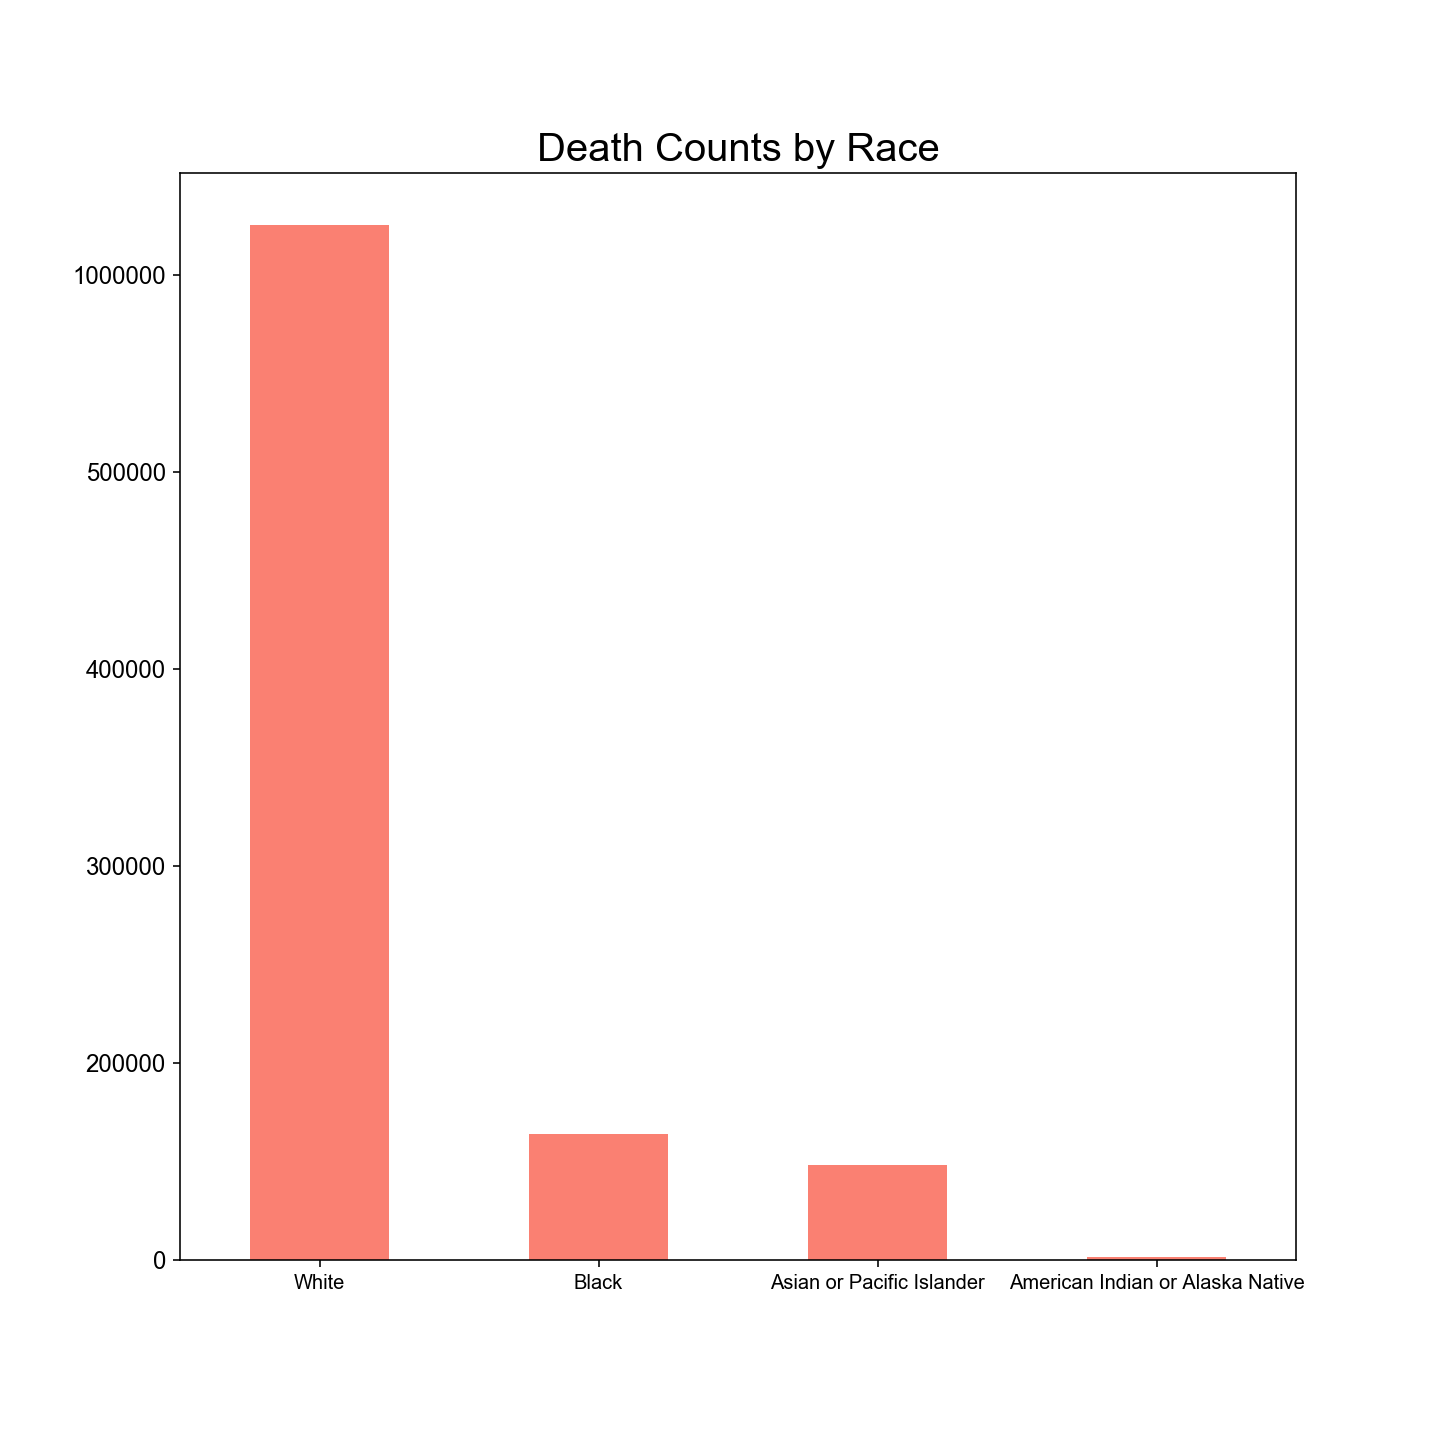 Death Counts by Race
1000000
500000
400000
300000
200000
0
White
Black
Asian or Pacific Islander
American Indian or Alaska Native